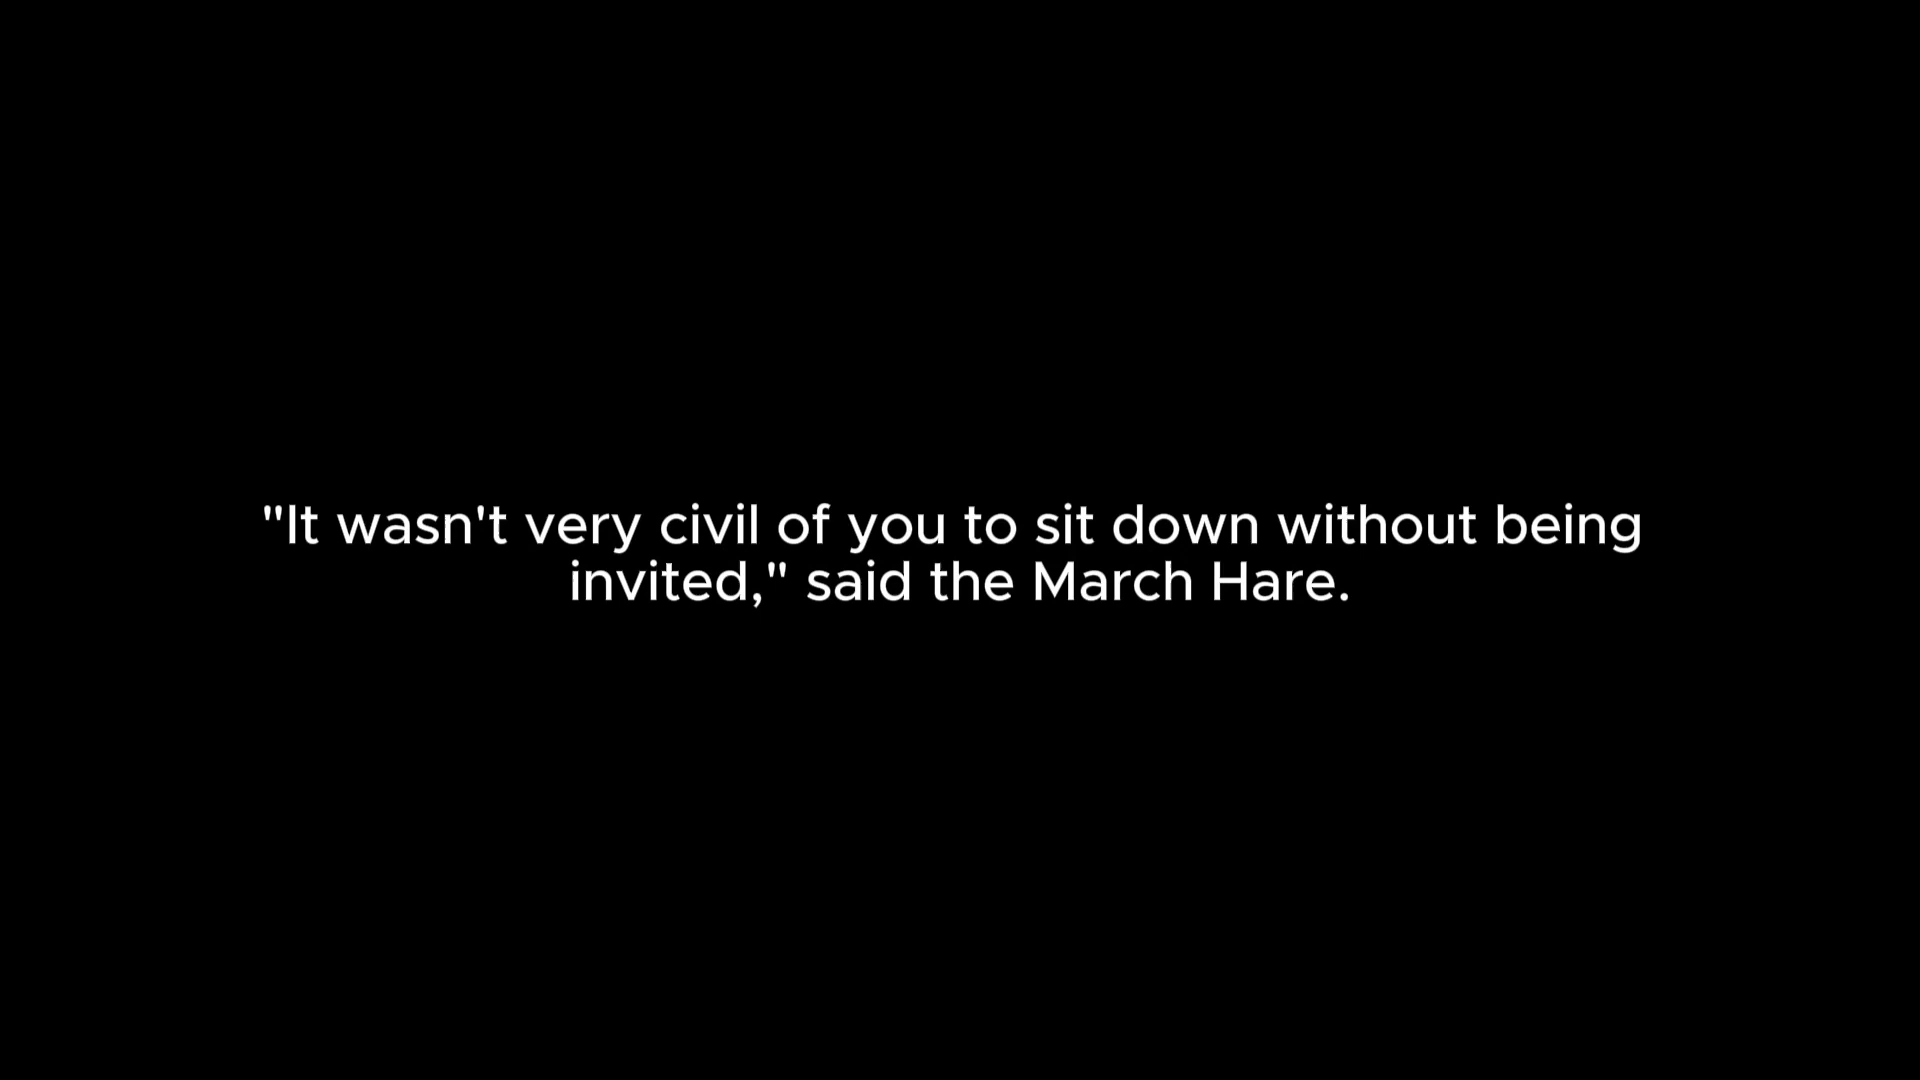 "It wasn't very civil of you to sit down without being
invited," said the March Hare.